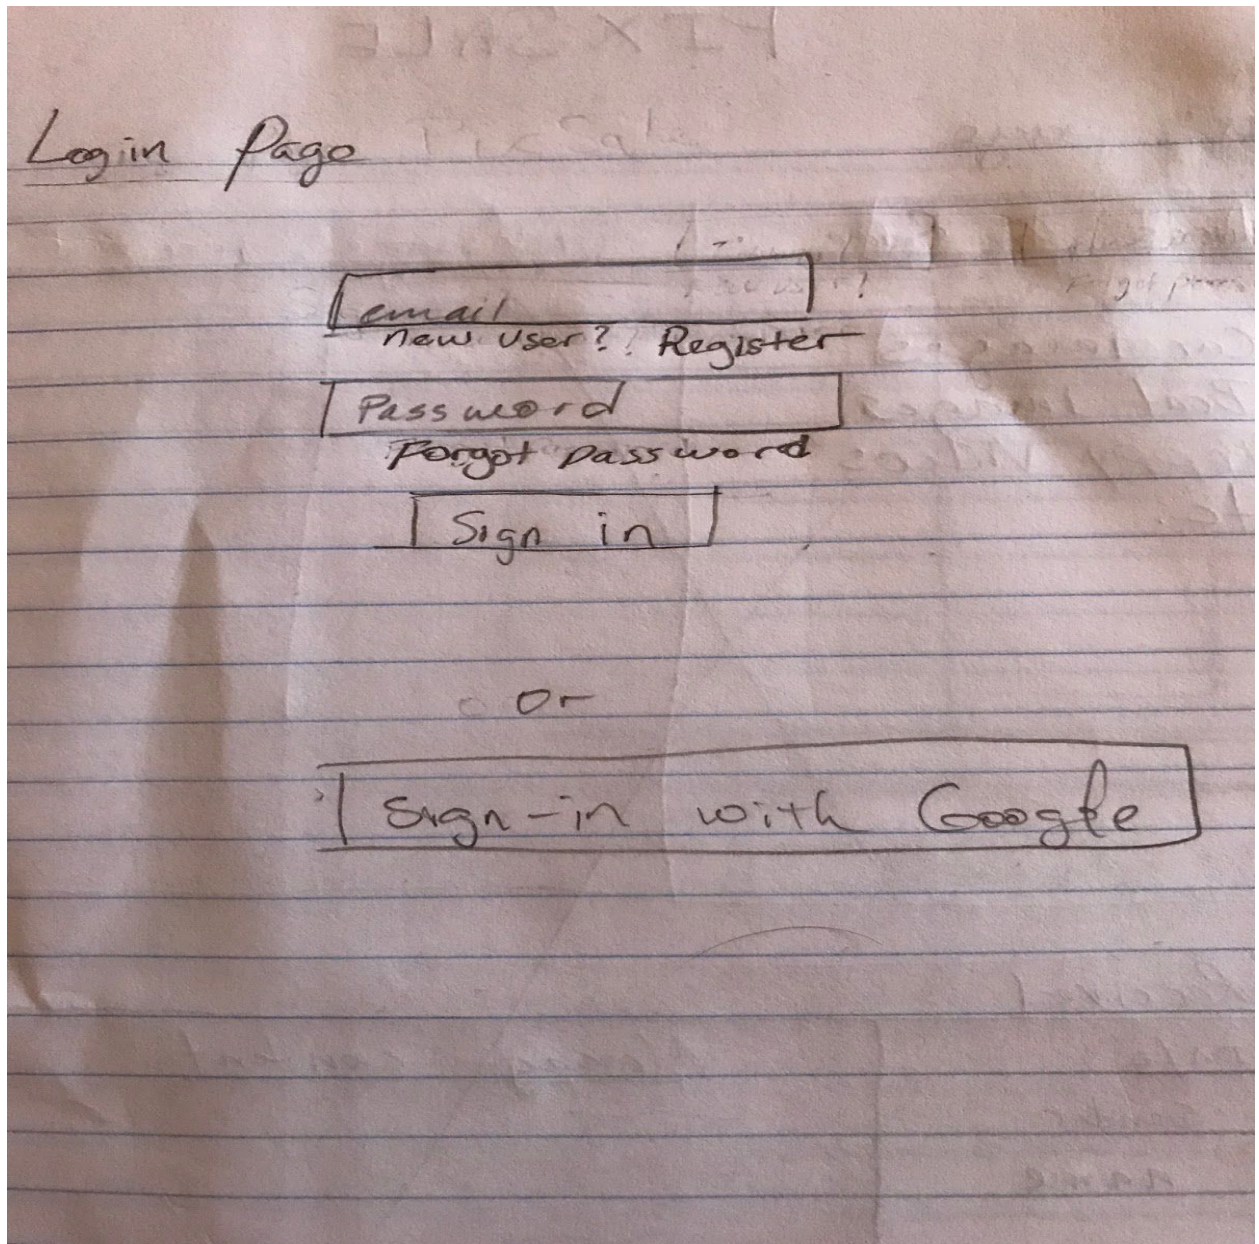 Login Page
email
new user? Register
Password
Forgot password
Sign in
or
Sign-in with Google